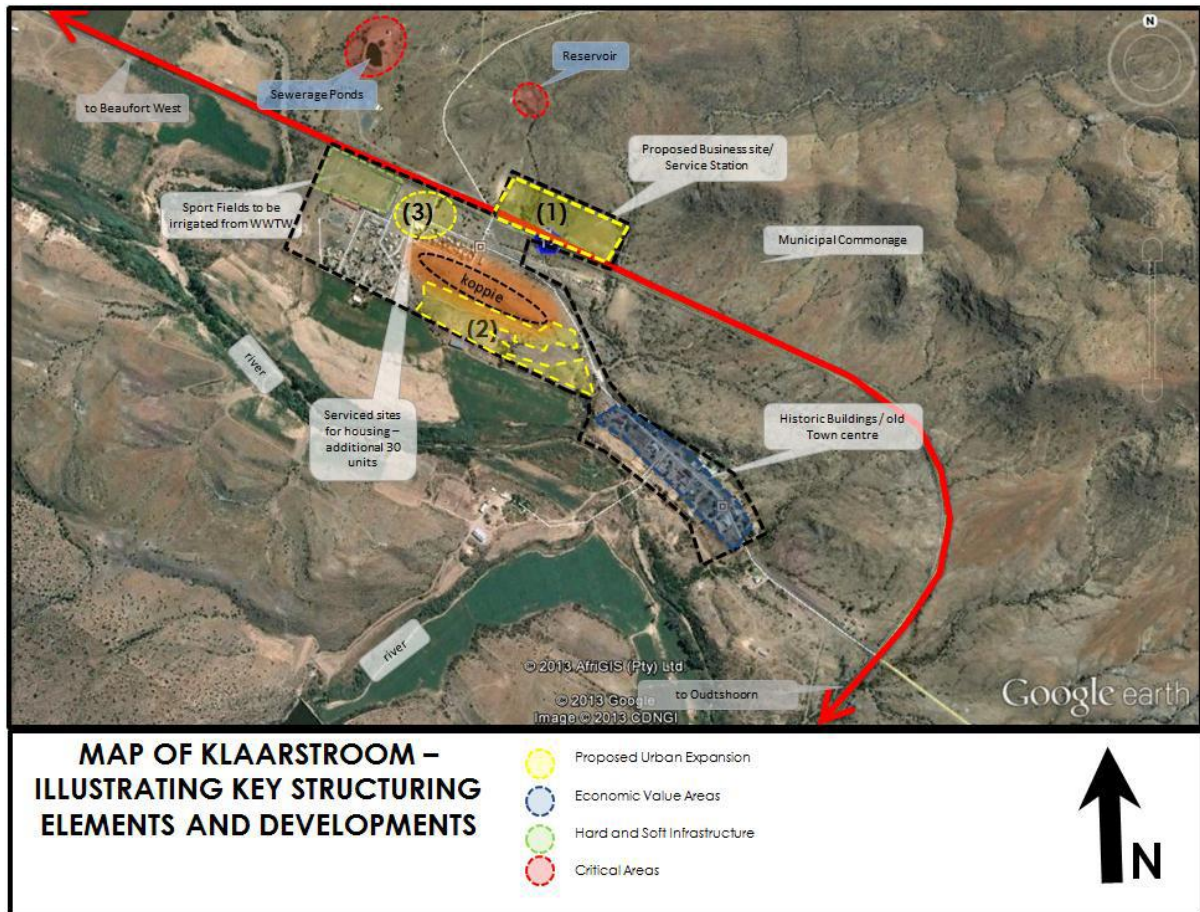 N
Reservoir
Sewerage Ponds
to Beaufort West
Proposed Business site/
Service Station
(3)
(1)
Sport Fields to be
irrigated from WWTW
Municipal Commonage
koppie
(2)
river
Serviced sites
for housing –
additional 30
units
Historic Buildings / old
Town centre
river
© 2013 AfriGIS (Pty) Ltd
to Oudtshoorn
© 2013 Google
Image © 2013 CDNGI
Google earth
MAP OF KLAARSTROOM –
ILLUSTRATING KEY STRUCTURING
ELEMENTS AND DEVELOPMENTS
Proposed Urban Expansion
Economic Value Areas
Hard and Soft Infrastructure
Critical Areas
N